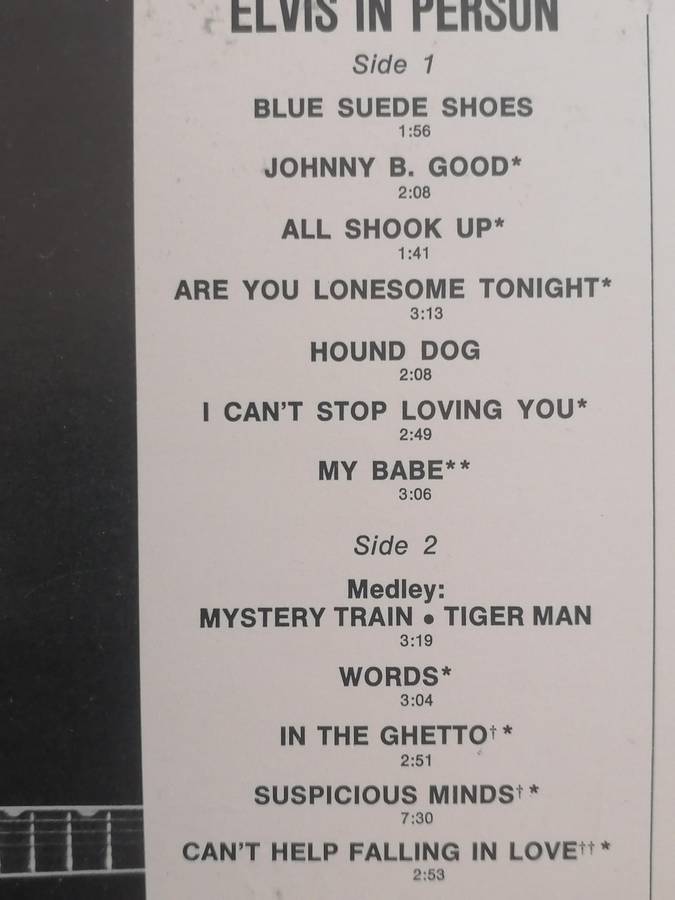 ELVIS IN PERSON
Side 1
BLUE SUEDE SHOES
1:56
JOHNNY B. GOOD*
2:08
ALL SHOOK UP*
1:41
ARE YOU LONESOME TONIGHT*
3:13
HOUND DOG
2:08
I CAN'T STOP LOVING YOU*
2:49
MY BABE**
3:06
Side 2
Medley:
MYSTERY TRAIN • TIGER MAN
3:19
WORDS*
3:04
IN THE GHETTO†*
2:51
SUSPICIOUS MINDS†*
7:30
CAN'T HELP FALLING IN LOVE††*
2:53